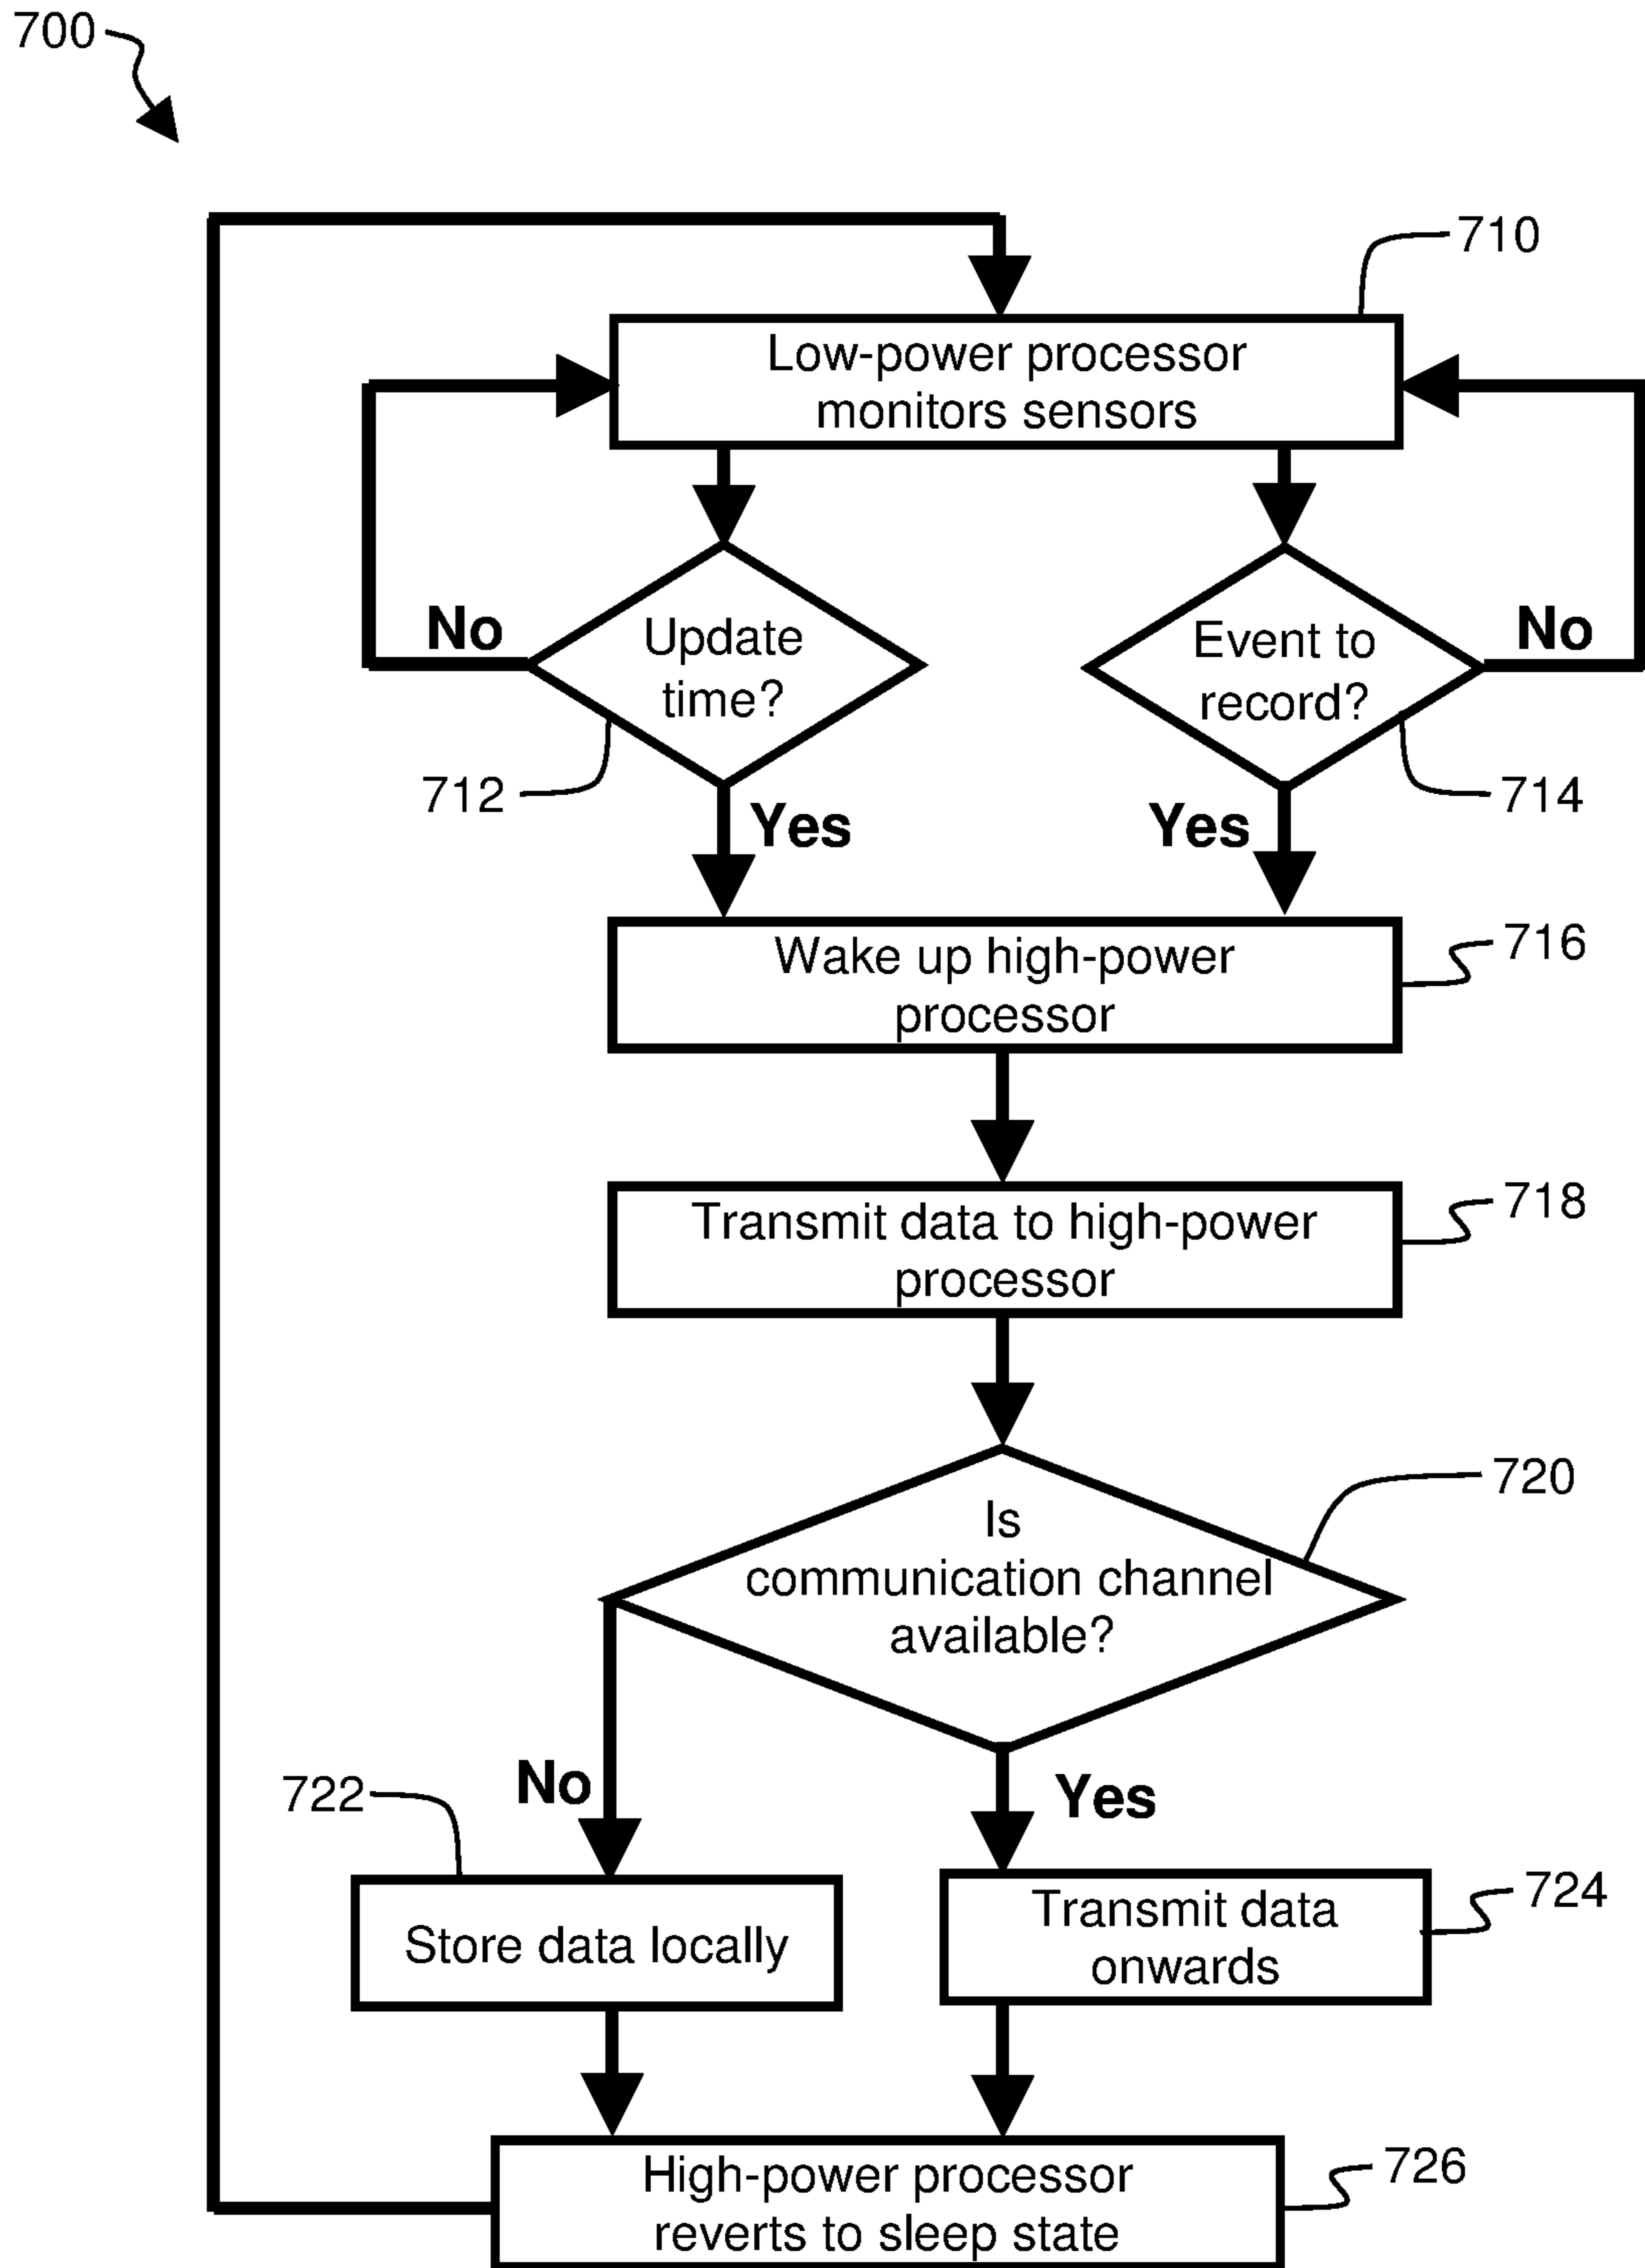 700
710
Low-power processor
monitors sensors
No
Update
time?
Event to
record?
No
712
Yes
Yes
714
Wake up high-power
processor
716
Transmit data to high-power
processor
718
Is
communication channel
available?
720
722
No
Yes
Store data locally
Transmit data
onwards
724
High-power processor
reverts to sleep state
726